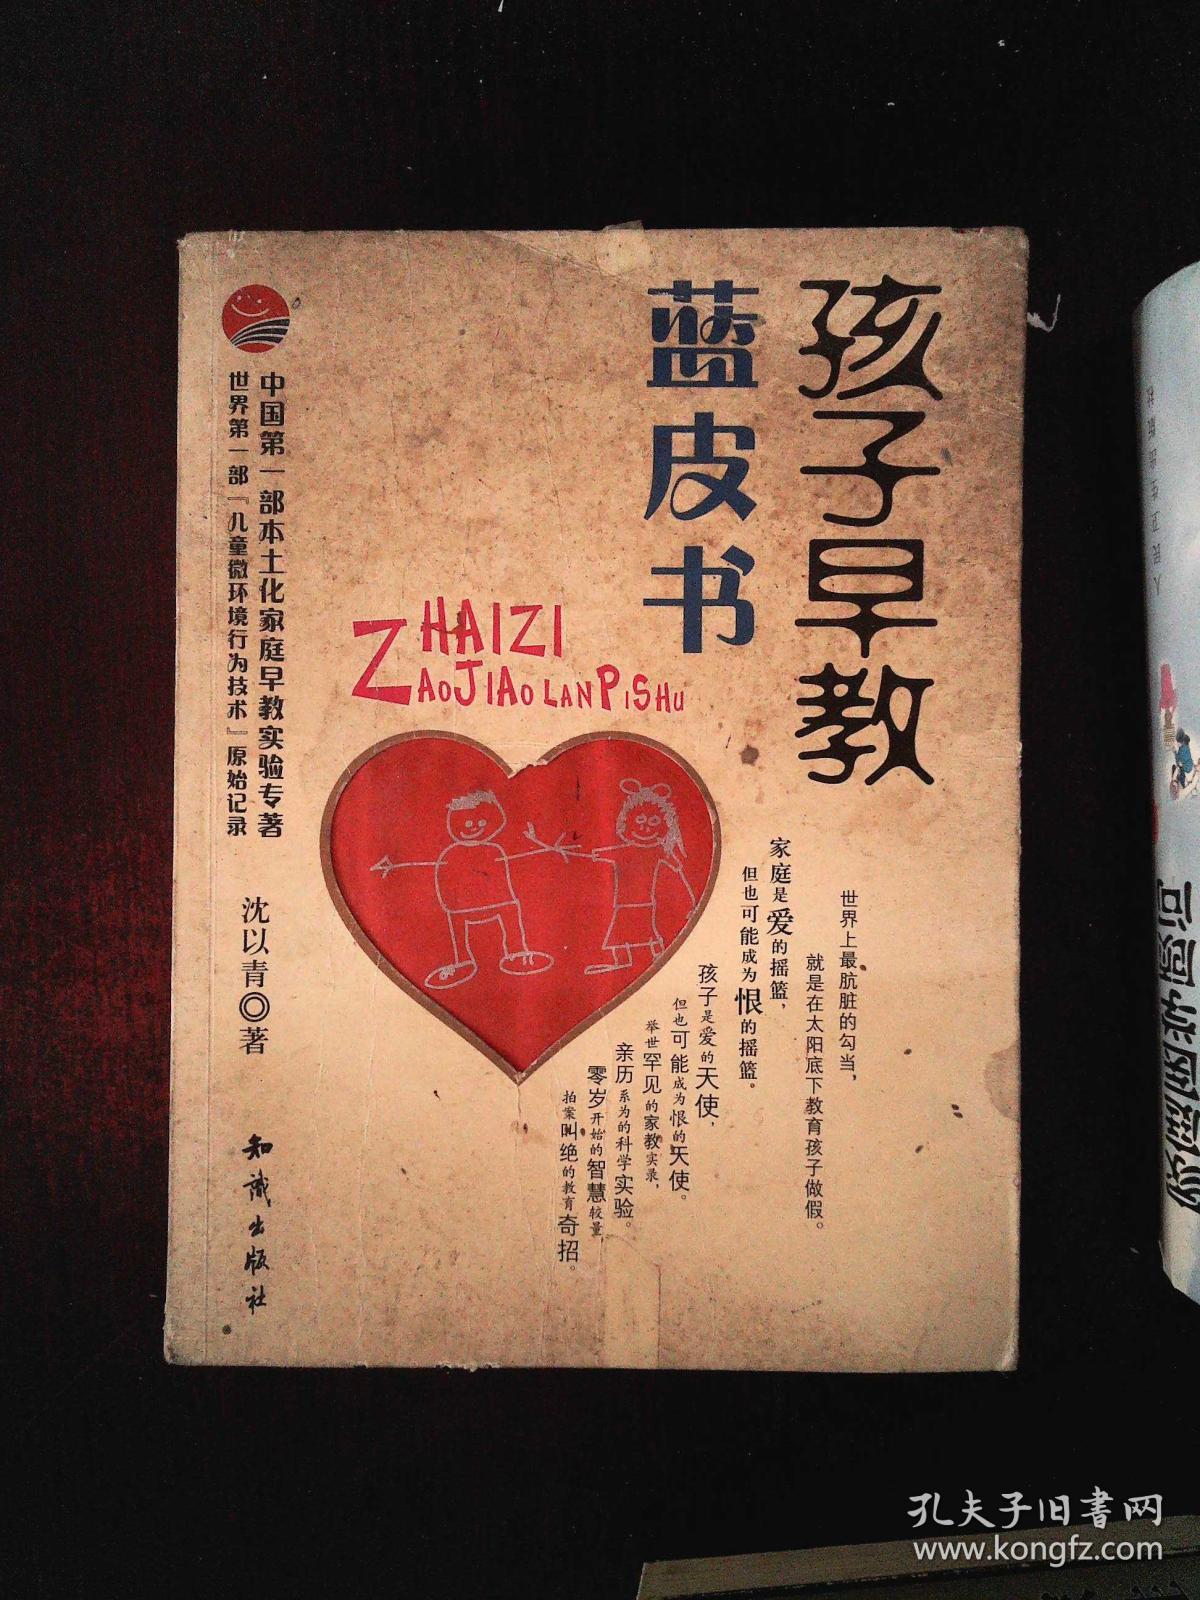 孩子早教
蓝皮书
HAIZI
ZAOJIAO LANPISHU
中国第一部本土化家庭早教实验专著
世界第一部『儿童微环境行为技术』原始记录
沈以青◎著
知识出版社
世界上最肮脏的勾当，
就是在太阳底下教育孩子做假。
家庭是爱的摇篮，
但也可能成为恨的摇篮。
孩子是爱的天使，
但也可能成为恨的天使。
举世罕见的家教实录，
亲历系为的科学实验。
零岁开始的智慧较量，
拍案叫绝的教育奇招。
人民卫生出版社
孔夫子旧书网
www.kongfz.com